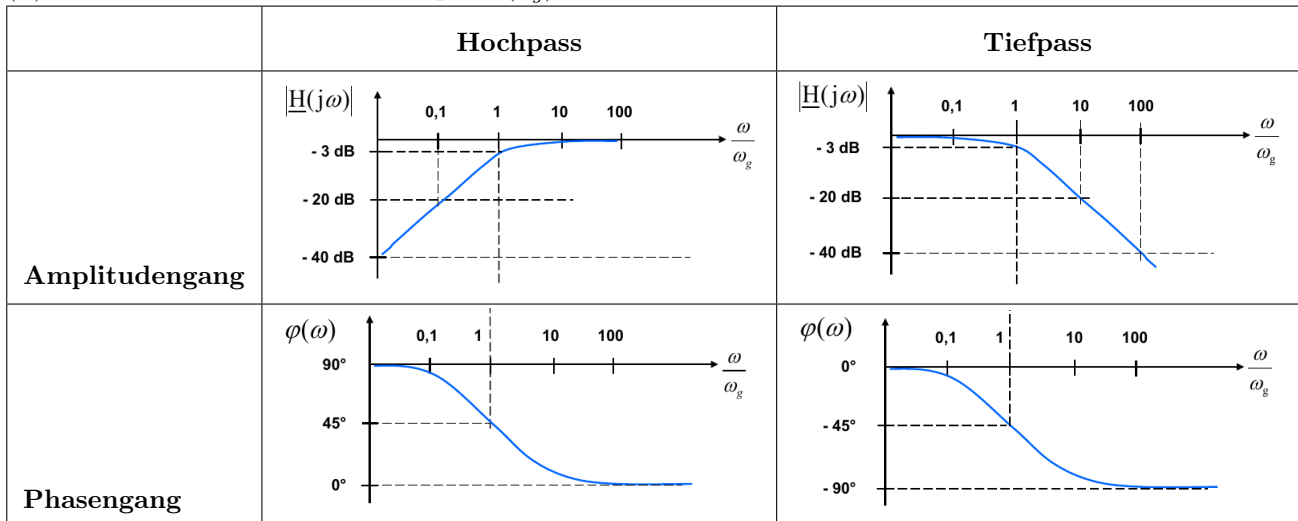 Hochpass Tiefpass
Amplitudengang
|H(jω)|
0,1 1 10 100
ω/ω_g
- 3 dB
- 20 dB
- 40 dB
|H(jω)|
0,1 1 10 100
ω/ω_g
- 3 dB
- 20 dB
- 40 dB
Phasengang
φ(ω)
0,1 1 10 100
ω/ω_g
90°
45°
0°
φ(ω)
0,1 1 10 100
ω/ω_g
0°
- 45°
- 90°